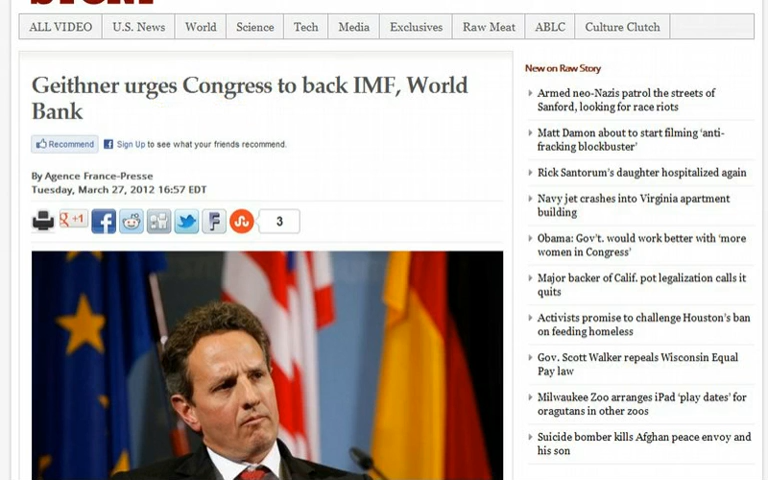 ALL VIDEO U.S. News World Science Tech Media Exclusives Raw Meat ABLC Culture Clutch
Geithner urges Congress to back IMF, World
Bank
Recommend Sign Up to see what your friends recommend.
By Agence France-Presse
Tuesday, March 27, 2012 16:57 EDT
+1 3
New on Raw Story
Armed neo-Nazis patrol the streets of
Sanford, looking for race riots
Matt Damon about to start filming 'anti-
fracking blockbuster'
Rick Santorum's daughter hospitalized again
Navy jet crashes into Virginia apartment
building
Obama: Gov't. would work better with 'more
women in Congress'
Major backer of Calif. pot legalization calls it
quits
Activists promise to challenge Houston's ban
on feeding homeless
Gov. Scott Walker repeals Wisconsin Equal
Pay law
Milwaukee Zoo arranges iPad 'play dates' for
oragutans in other zoos
Suicide bomber kills Afghan peace envoy and
his son